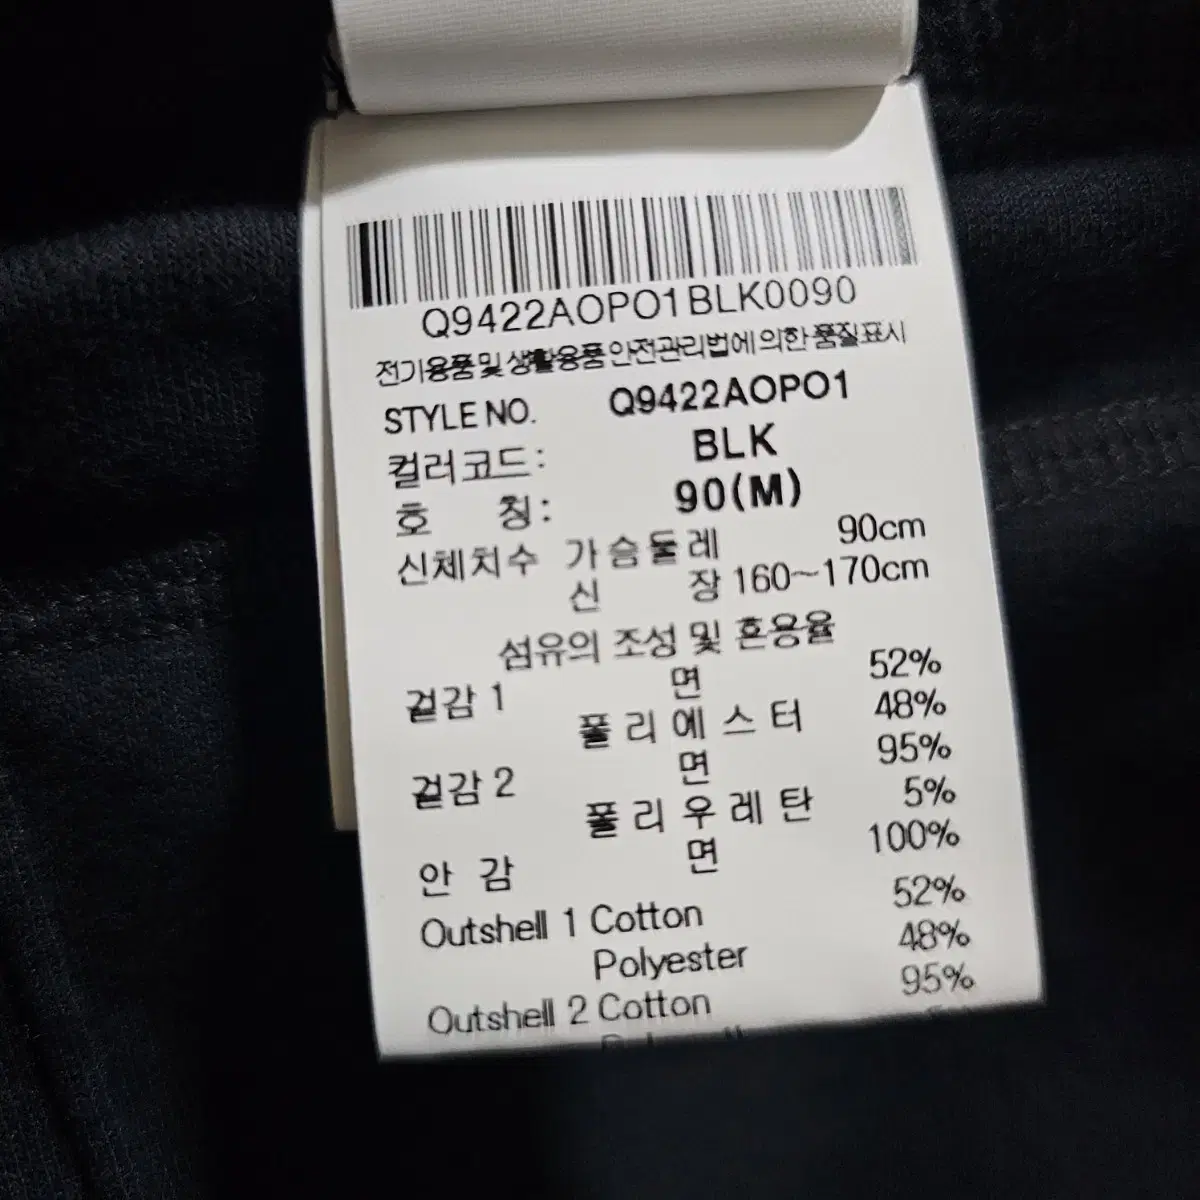 Q9422AOPO1BLK0090
전기용품및 생활용품 안전관리법에 의한 품질표시
STYLE NO. Q9422AOPO1
컬러코드: BLK
호 칭: 90(M)
신체치수 가슴둘레 90cm
신 장 160~170cm
섬유의 조성 및 혼용율
겉감 1 면 52%
폴리에스터 48%
겉감 2 면 95%
폴리우레탄 5%
안 감 면 100%
Outshell 1 Cotton 52%
Polyester 48%
Outshell 2 Cotton 95%